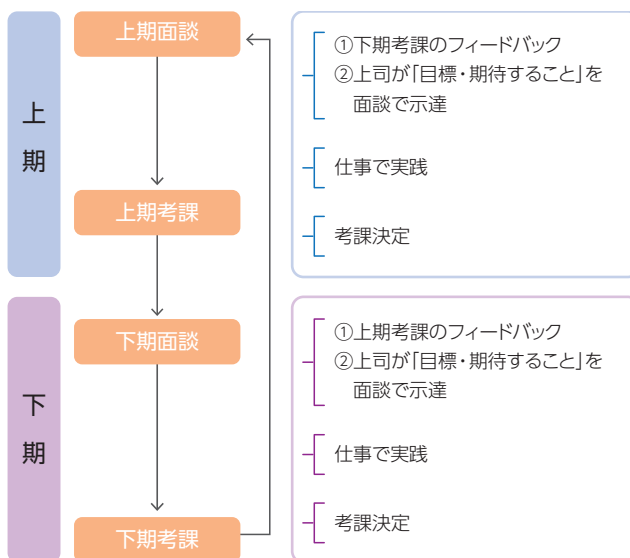 上期
上期面談
①下期考課のフィードバック
②上司が「目標・期待すること」を
面談で示達
仕事で実践
上期考課
考課決定
下期
下期面談
①上期考課のフィードバック
②上司が「目標・期待すること」を
面談で示達
仕事で実践
下期考課
考課決定